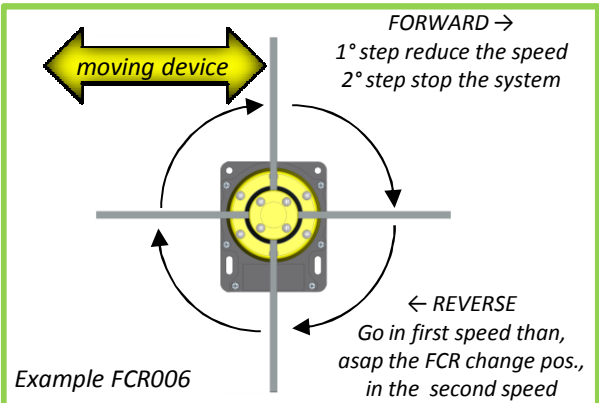 FORWARD →
1° step reduce the speed
2° step stop the system
moving device
← REVERSE
Go in first speed than,
asap the FCR change pos.,
in the second speed
Example FCR006